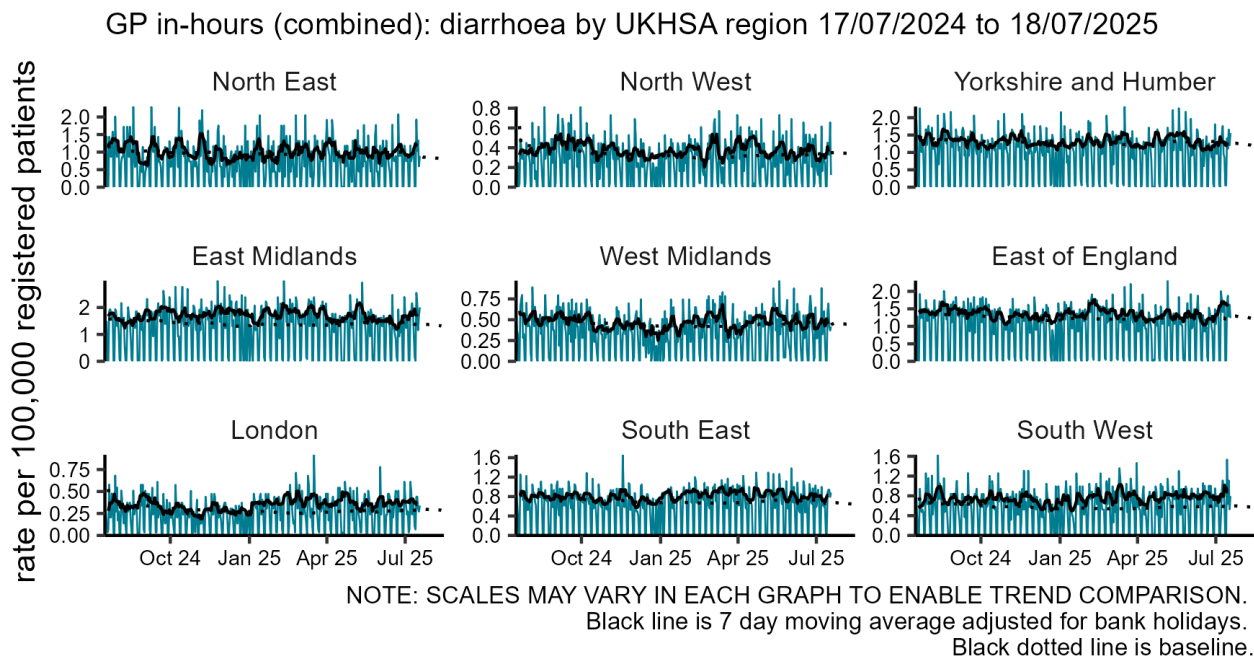 GP in-hours (combined): diarrhoea by UKHSA region 17/07/2024 to 18/07/2025
rate per 100,000 registered patients
North East
2.0
1.5
1.0
0.5
0.0
North West
0.8
0.6
0.4
0.2
0.0
Yorkshire and Humber
2.0
1.5
1.0
0.5
0.0
East Midlands
2
1
0
West Midlands
0.75
0.50
0.25
0.00
East of England
2.0
1.5
1.0
0.5
0.0
London
0.75
0.50
0.25
0.00
Oct 24 Jan 25 Apr 25 Jul 25
South East
1.6
1.2
0.8
0.4
0.0
Oct 24 Jan 25 Apr 25 Jul 25
South West
1.6
1.2
0.8
0.4
0.0
Oct 24 Jan 25 Apr 25 Jul 25
NOTE: SCALES MAY VARY IN EACH GRAPH TO ENABLE TREND COMPARISON.
Black line is 7 day moving average adjusted for bank holidays.
Black dotted line is baseline.